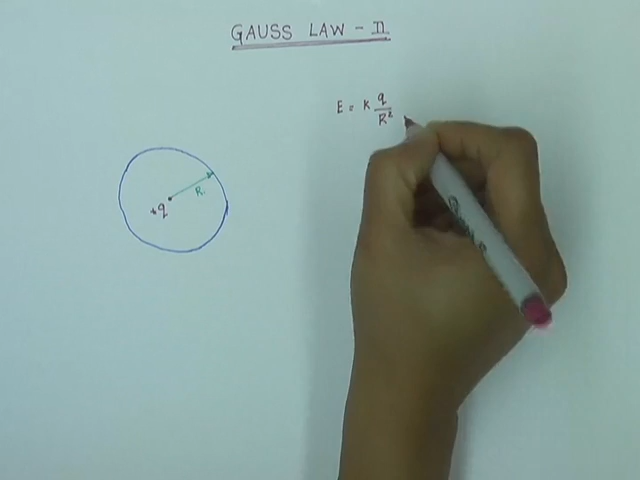 GAUSS LAW - II
E = K q/R²
R
+q